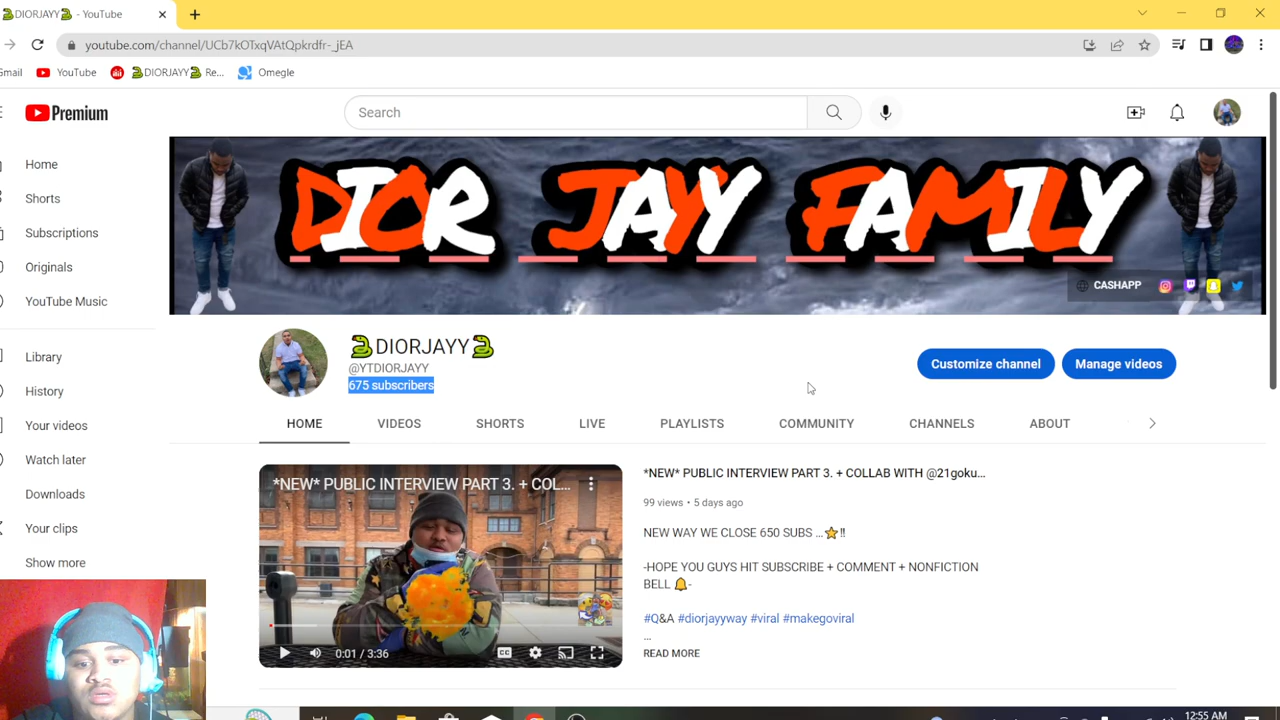 🐍DIORJAYY🐍 - YouTube
youtube.com/channel/UCb7kOTxqVAtQpkrdfr-_jEA
Gmail YouTube 🐍DIORJAYY🐍 Re... Omegle
Premium
Search
Home
Shorts
Subscriptions
Originals
YouTube Music
Library
History
Your videos
Watch later
Downloads
Your clips
Show more
DIOR JAYY FAMILY
CASHAPP
🐍DIORJAYY🐍
@YTDIORJAYY
675 subscribers
Customize channel
Manage videos
HOME VIDEOS SHORTS LIVE PLAYLISTS COMMUNITY CHANNELS ABOUT
*NEW* PUBLIC INTERVIEW PART 3. + COL...
0:01 / 3:36
CC
*NEW* PUBLIC INTERVIEW PART 3. + COLLAB WITH @21goku...
99 views • 5 days ago
NEW WAY WE CLOSE 650 SUBS ...⭐‼
-HOPE YOU GUYS HIT SUBSCRIBE + COMMENT + NONFICTION
BELL 🔔-
#Q&A #diorjayyway #viral #makegoviral
...
READ MORE
12:55 AM